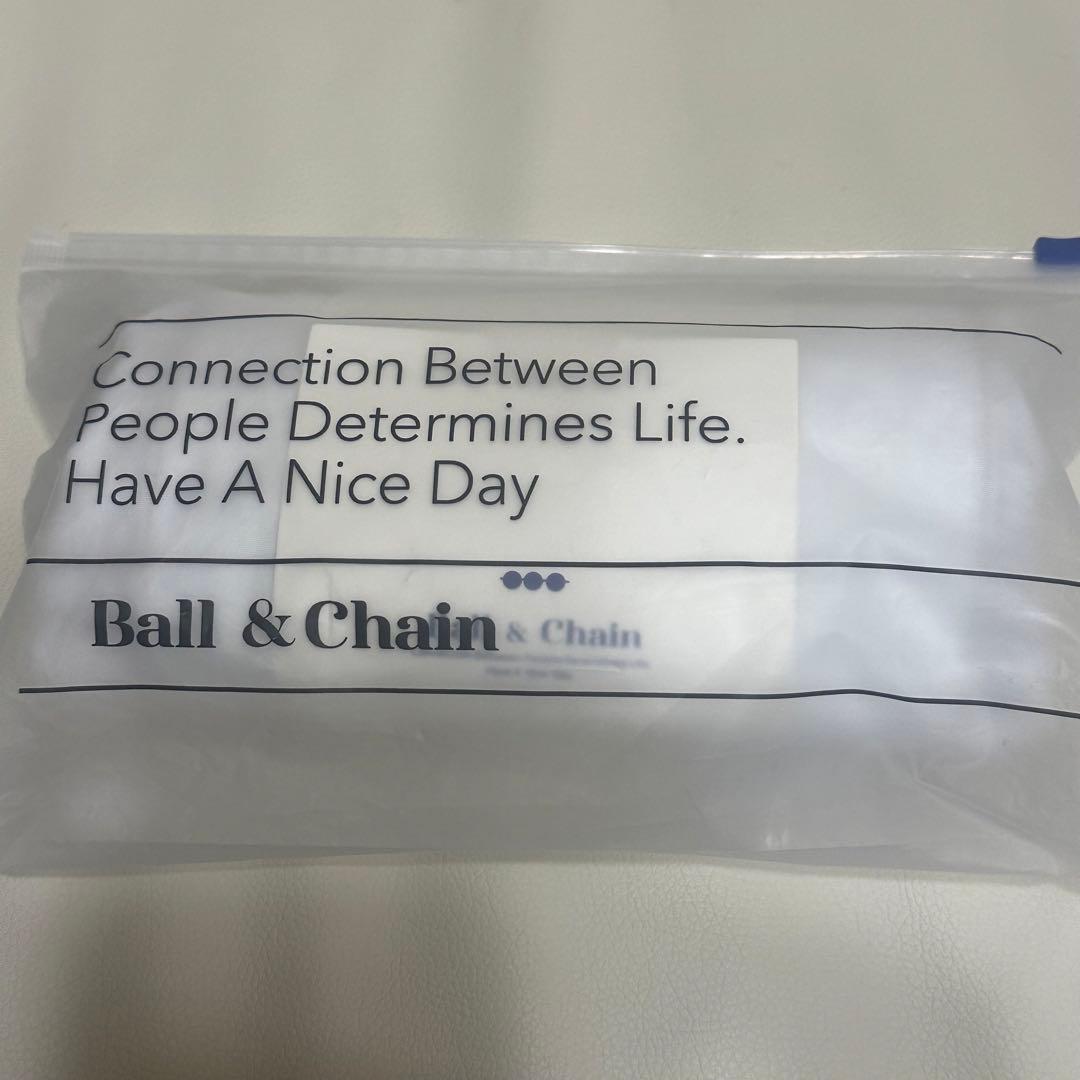 Connection Between
People Determines Life.
Have A Nice Day
Ball & Chain
& Chain